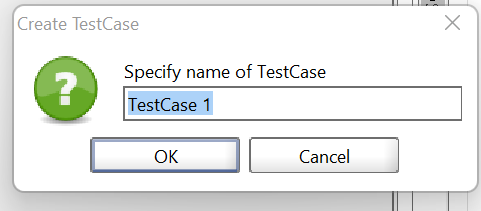 Create TestCase
Specify name of TestCase
TestCase 1
OK
Cancel